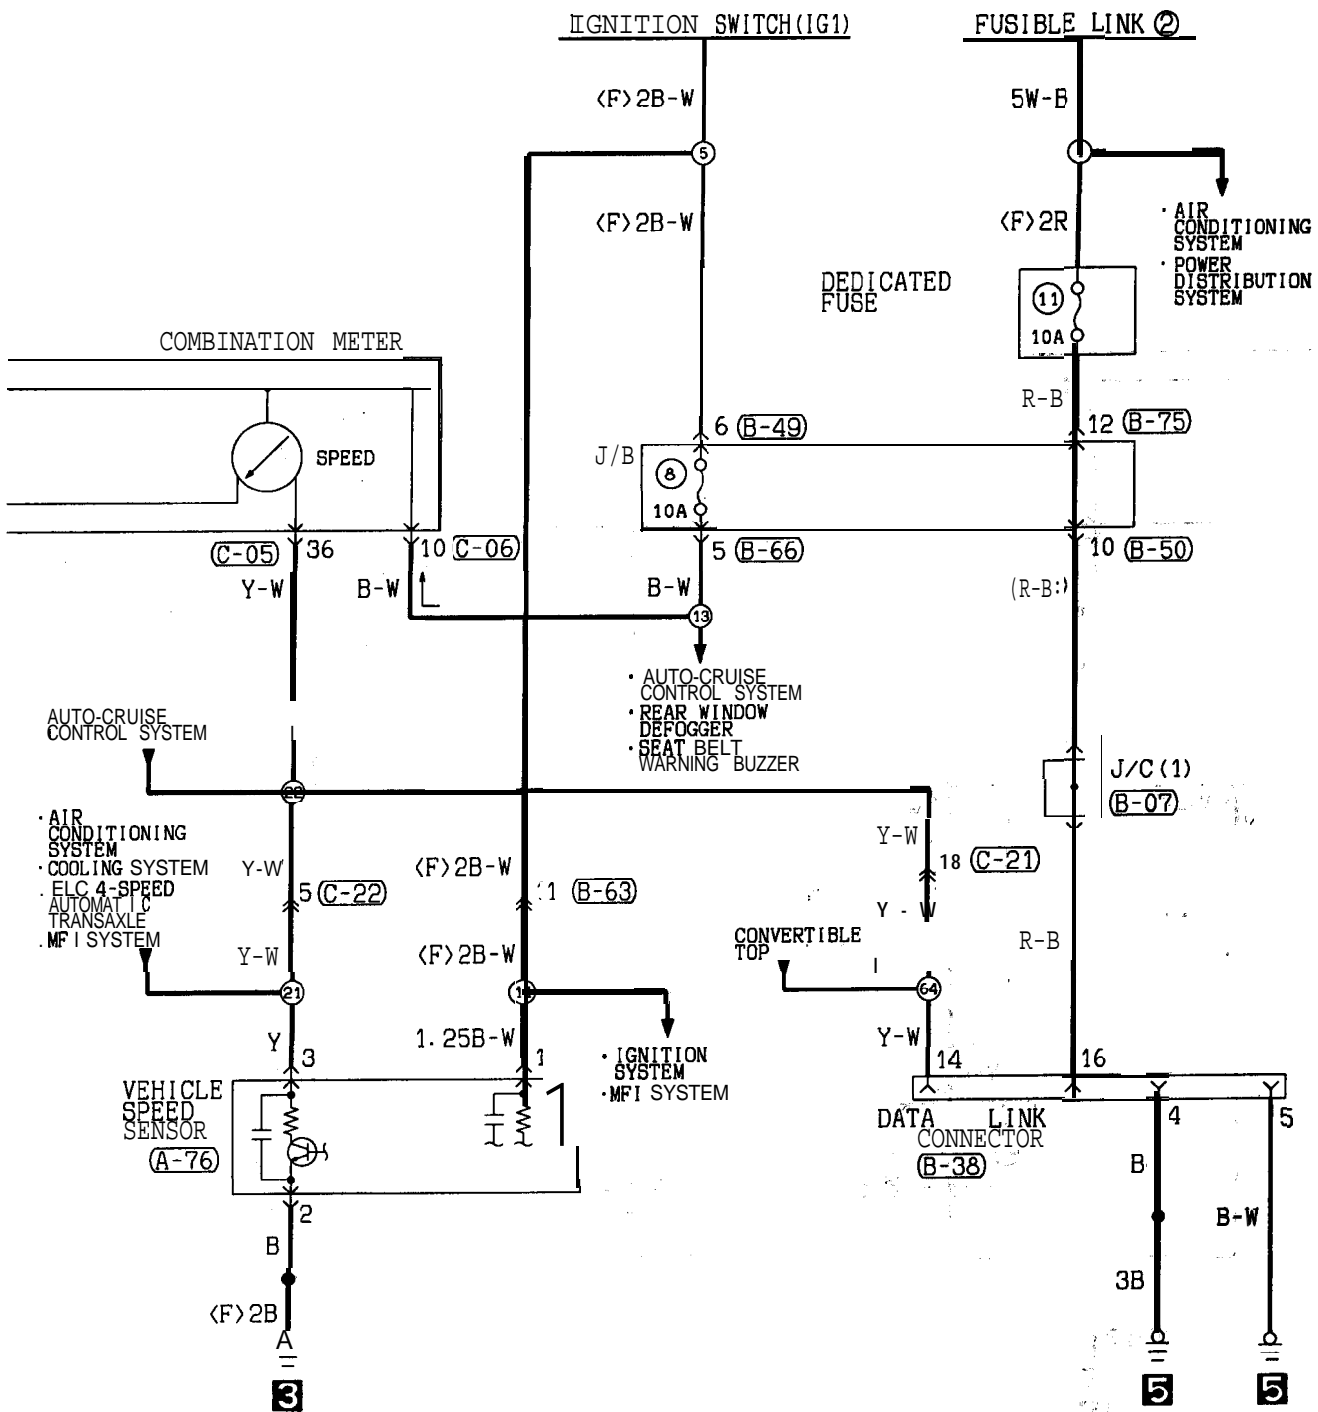 IGNITION SWITCH(IG1)
FUSIBLE LINK ②
<F>2B-W
5W-B
5
<F>2B-W
<F>2R
· AIR
CONDITIONING
SYSTEM
· POWER
DISTRIBUTION
SYSTEM
DEDICATED
FUSE
11
10A
COMBINATION METER
R-B
6 B-49
12 B-75
SPEED
J/B
8
10A
C-05 36
10 C-06
5 B-66
10 B-50
Y-W
B-W
B-W
(R-B:)
13
· AUTO-CRUISE
CONTROL SYSTEM
· REAR WINDOW
DEFOGGER
· SEAT BELT
WARNING BUZZER
AUTO-CRUISE
CONTROL SYSTEM
J/C(1)
B-07
22
· AIR
CONDITIONING
SYSTEM
· COOLING SYSTEM
. ELC 4-SPEED
AUTOMATIC
TRANSAXLE
. MFI SYSTEM
Y-W
<F>2B-W
Y-W
18 C-21
5 C-22
1 B-63
Y - W
Y-W
<F>2B-W
CONVERTIBLE
TOP
R-B
21
1
64
Y
1.25B-W
Y-W
3
1
· IGNITION
SYSTEM
· MFI SYSTEM
14
16
VEHICLE
SPEED
SENSOR
A-76
DATA LINK
CONNECTOR
B-38
4
5
2
B
B
B-W
<F>2B
3B
3
5
5